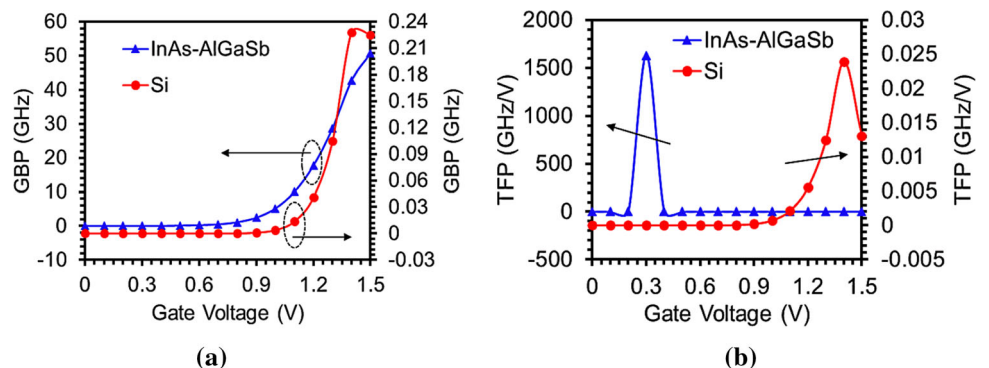 60
50
40
30
20
10
0
-10
GBP (GHz)
InAs-AlGaSb
Si
0.24
0.21
0.18
0.15
0.12
0.09
0.06
0.03
0
-0.03
GBP (GHz)
0 0.3 0.6 0.9 1.2 1.5
Gate Voltage (V)
(a)
2000
1500
1000
500
0
-500
TFP (GHz/V)
InAs-AlGaSb
Si
0.03
0.025
0.02
0.015
0.01
0.005
0
-0.005
TFP (GHz/V)
0 0.3 0.6 0.9 1.2 1.5
Gate Voltage (V)
(b)